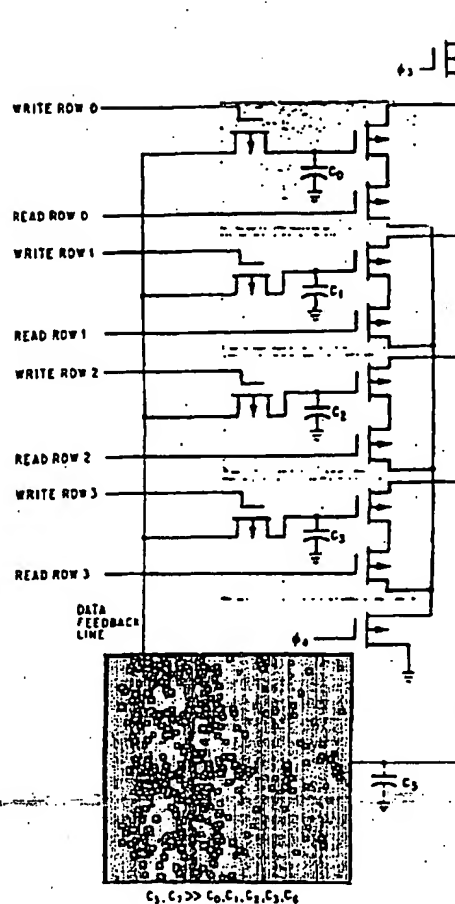 ϕ₃
WRITE ROW 0
C₀
READ ROW 0
WRITE ROW 1
C₁
READ ROW 1
WRITE ROW 2
C₂
READ ROW 2
WRITE ROW 3
C₃
READ ROW 3
DATA
FEEDBACK
LINE
C₅